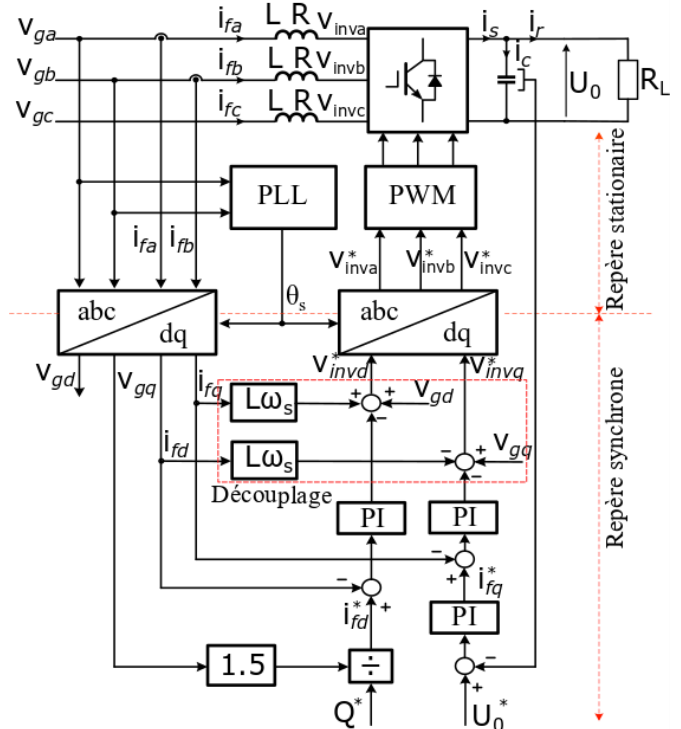 v_ga i_fa L R v_inva i_s i_r
v_gb i_fb L R v_invb i_c U_0 R_L
v_gc i_fc L R v_invc
PLL PWM
i_fa i_fb v*_inva v*_invb v*_invc
Repère stationaire
abc dq θ_s abc dq
v_gd v_gq i_fq v*_invd v*_invq
Lω_s + + v_gd
-
i_fd Lω_s - + v_gq
-
Découplage
PI PI
- +
i*_fq
- +
i*_fd PI
1.5 ÷ - +
Q* U_0*
Repère synchrone